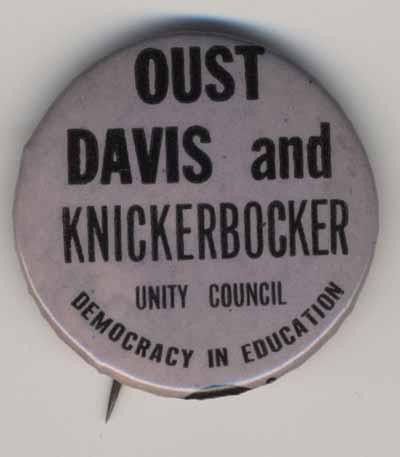 OUST
DAVIS and
KNICKERBOCKER
UNITY COUNCIL
DEMOCRACY IN EDUCATION